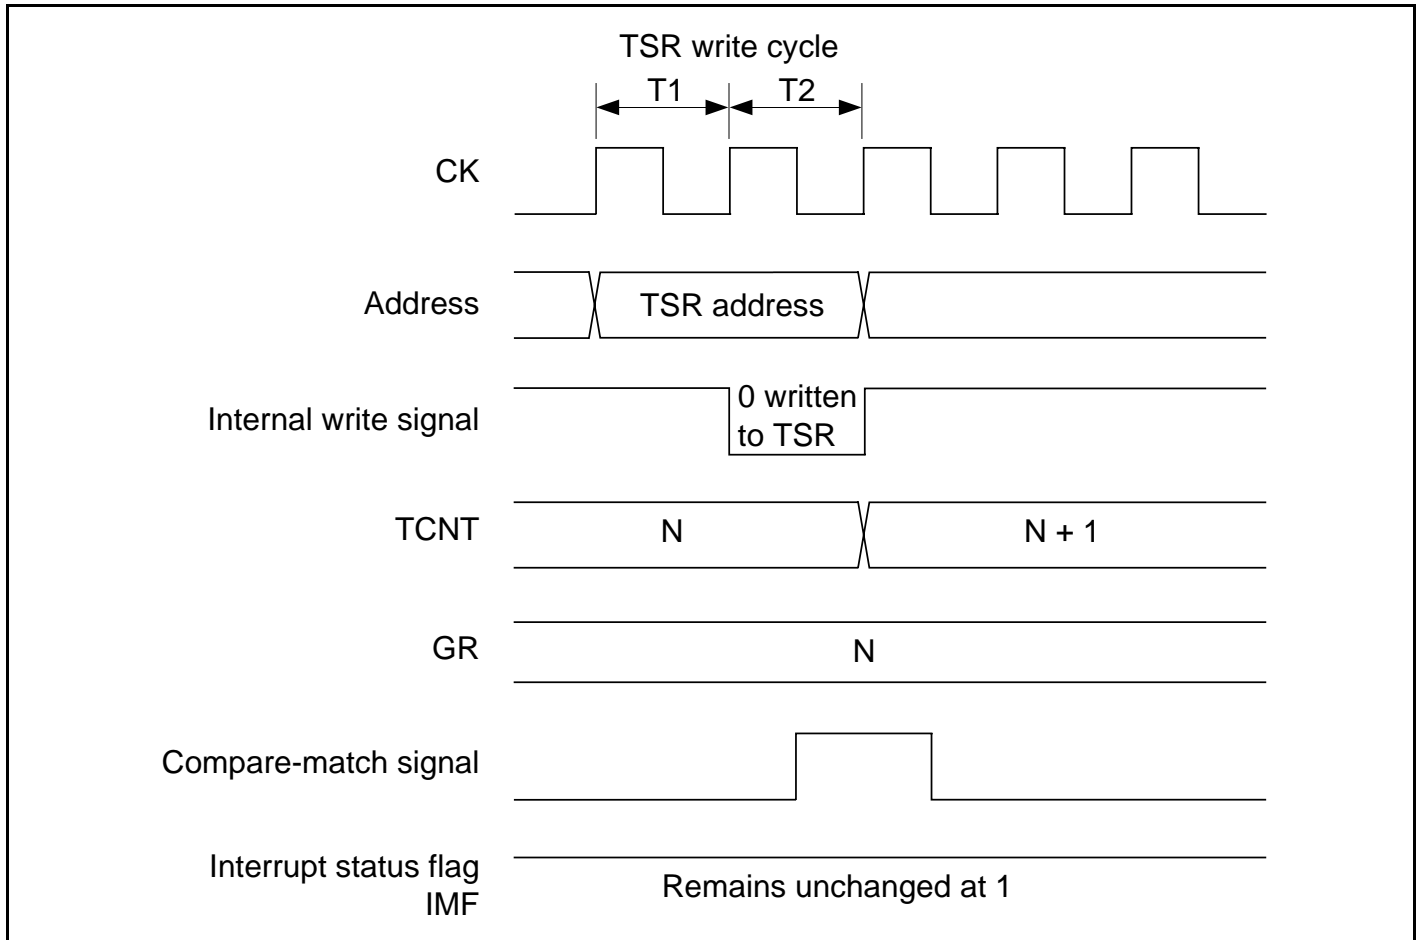 TSR write cycle
T1 T2
CK
Address TSR address
Internal write signal 0 written
to TSR
TCNT N N + 1
GR N
Compare-match signal
Interrupt status flag
IMF Remains unchanged at 1